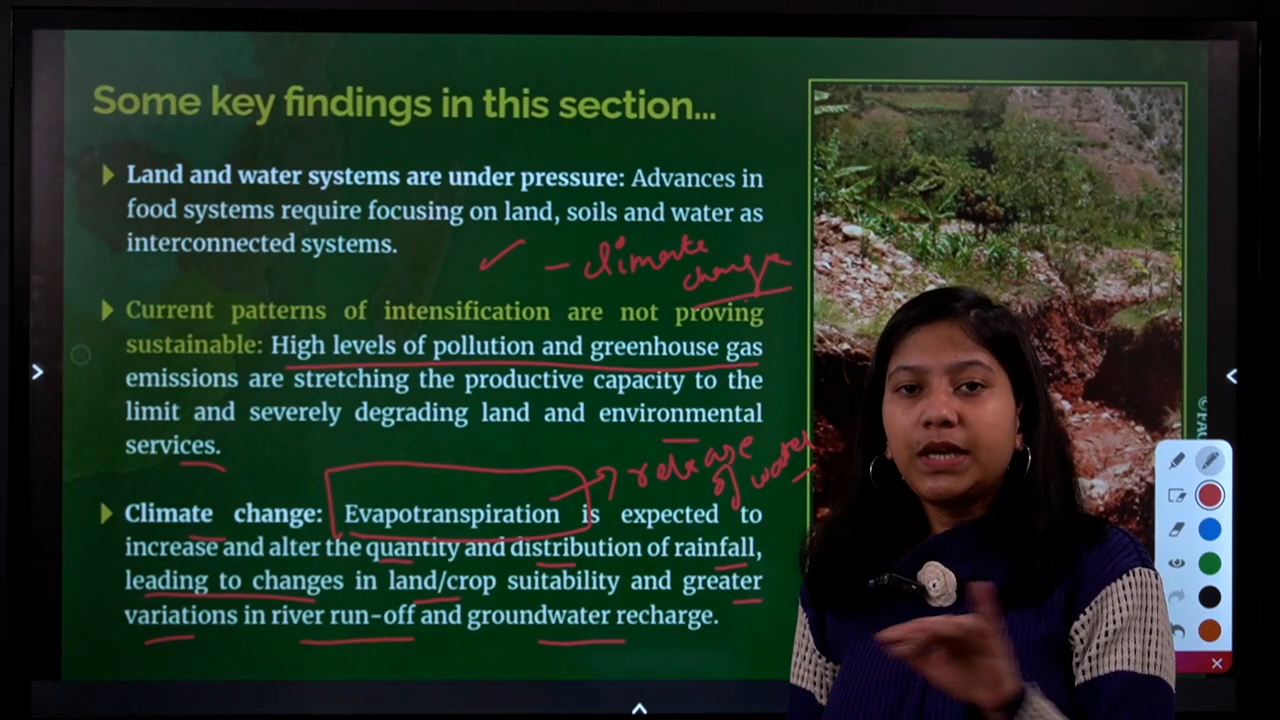 Some key findings in this section...
Land and water systems are under pressure: Advances in
food systems require focusing on land, soils and water as
interconnected systems.
- climate
change
Current patterns of intensification are not proving
sustainable: High levels of pollution and greenhouse gas
emissions are stretching the productive capacity to the
limit and severely degrading land and environmental
services.
release
of water
Climate change: Evapotranspiration is expected to
increase and alter the quantity and distribution of rainfall,
leading to changes in land/crop suitability and greater
variations in river run-off and groundwater recharge.